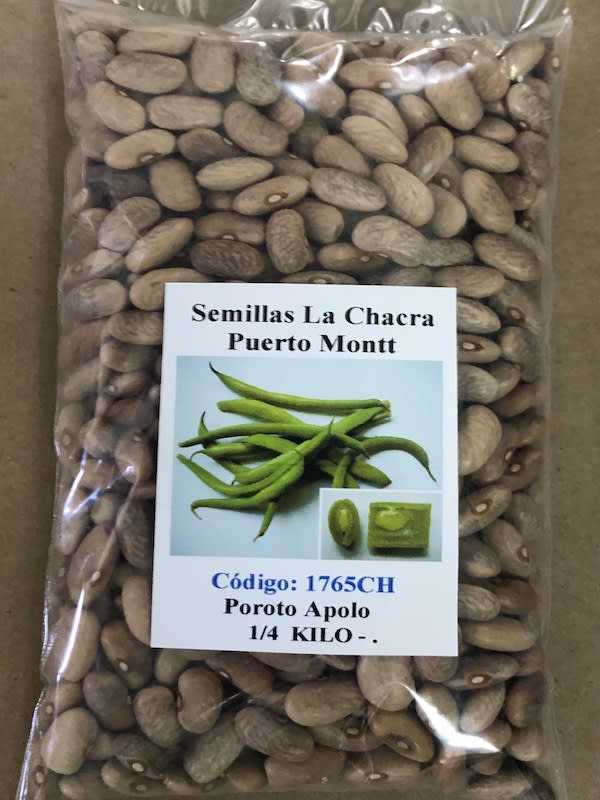 Semillas La Chacra
Puerto Montt
Código: 1765CH
Poroto Apolo
1/4 KILO - .